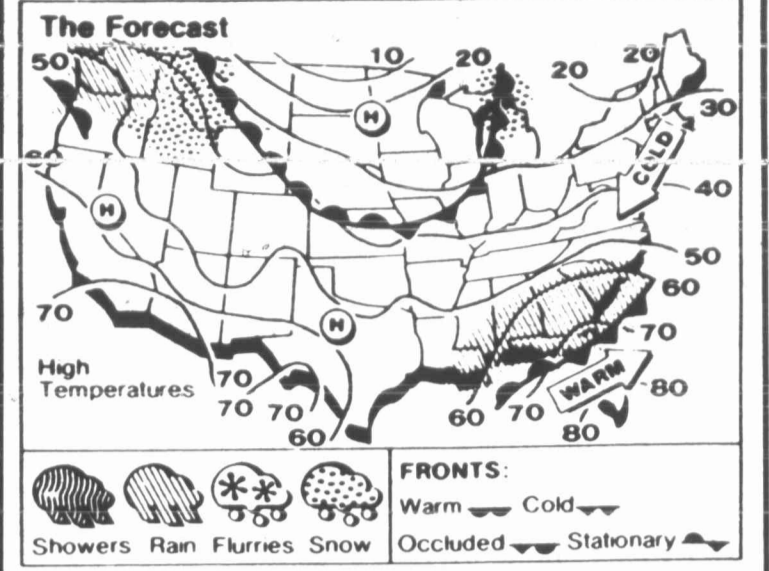 The Forecast
50
10
20
20
20
H
30
60
COLD
40
H
50
60
70
H
70
High
Temperatures
70
70
70
60
60
70
WARM
80
80
Showers Rain Flurries Snow
FRONTS:
Warm Cold
Occluded Stationary